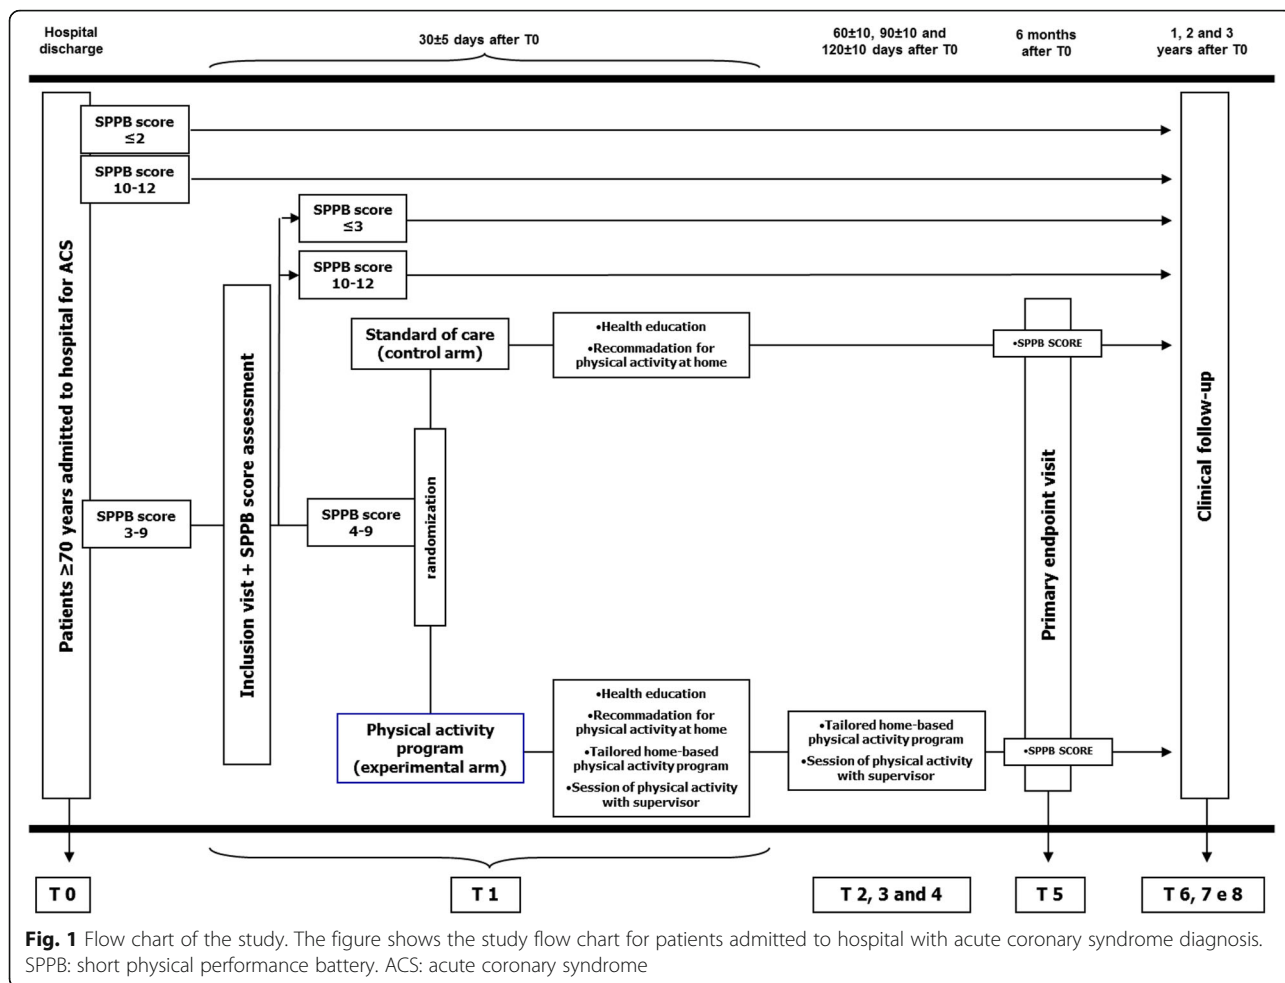 Hospital
discharge
30±5 days after T0
60±10, 90±10 and
120±10 days after T0
6 months
after T0
1, 2 and 3
years after T0
Patients ≥70 years admitted to hospital for ACS
SPPB score
≤2
SPPB score
10-12
SPPB score
3-9
Inclusion vist + SPPB score assessment
SPPB score
≤3
SPPB score
10-12
SPPB score
4-9
randomization
Standard of care
(control arm)
•Health education
•Recommadation for
physical activity at home
•SPPB SCORE
Physical activity
program
(experimental arm)
•Health education
•Recommadation for
physical activity at home
•Tailored home-based
physical activity program
•Session of physical activity
with supervisor
•Tailored home-based
physical activity program
•Session of physical activity
with supervisor
•SPPB SCORE
Primary endpoint visit
Clinical follow-up
T 0
T 1
T 2, 3 and 4
T 5
T 6, 7 e 8
Fig. 1 Flow chart of the study. The figure shows the study flow chart for patients admitted to hospital with acute coronary syndrome diagnosis.
SPPB: short physical performance battery. ACS: acute coronary syndrome